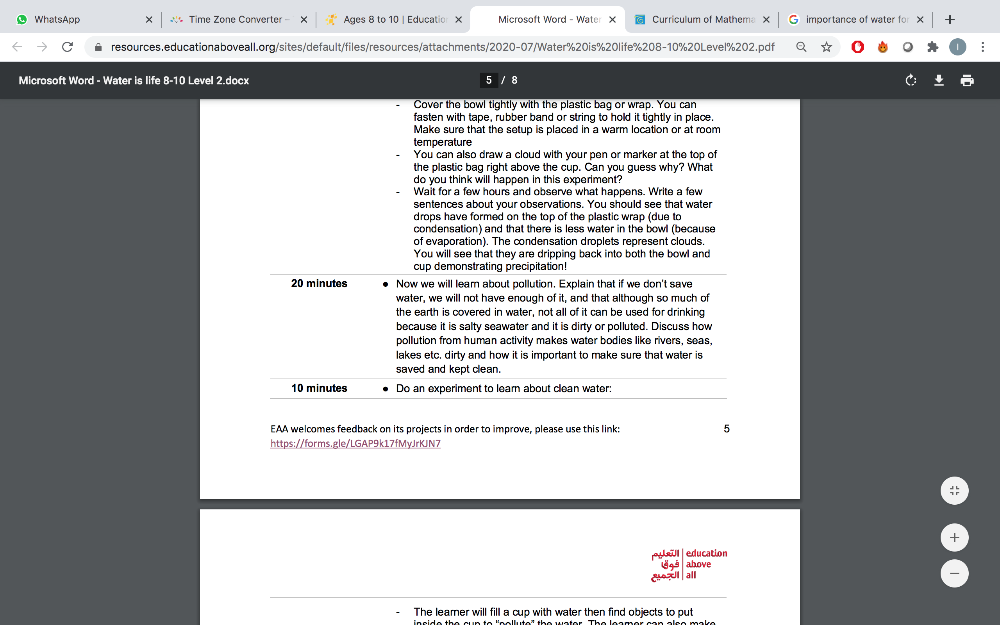 WhatsApp
Time Zone Converter –
Ages 8 to 10 | Education
Microsoft Word - Water
Curriculum of Mathema
importance of water for
resources.educationaboveall.org/sites/default/files/resources/attachments/2020-07/Water%20is%20life%208-10%20Level%202.pdf
I
Microsoft Word - Water is life 8-10 Level 2.docx
5 / 8
- Cover the bowl tightly with the plastic bag or wrap. You can
fasten with tape, rubber band or string to hold it tightly in place.
Make sure that the setup is placed in a warm location or at room
temperature
- You can also draw a cloud with your pen or marker at the top of
the plastic bag right above the cup. Can you guess why? What
do you think will happen in this experiment?
- Wait for a few hours and observe what happens. Write a few
sentences about your observations. You should see that water
drops have formed on the top of the plastic wrap (due to
condensation) and that there is less water in the bowl (because
of evaporation). The condensation droplets represent clouds.
You will see that they are dripping back into both the bowl and
cup demonstrating precipitation!
20 minutes
● Now we will learn about pollution. Explain that if we don’t save
water, we will not have enough of it, and that although so much of
the earth is covered in water, not all of it can be used for drinking
because it is salty seawater and it is dirty or polluted. Discuss how
pollution from human activity makes water bodies like rivers, seas,
lakes etc. dirty and how it is important to make sure that water is
saved and kept clean.
10 minutes
● Do an experiment to learn about clean water:
EAA welcomes feedback on its projects in order to improve, please use this link:
https://forms.gle/LGAP9k17fMyJrKJN7
5
التعليم
فوق
الجميع
education
above
all
- The learner will fill a cup with water then find objects to put
inside the cup to “pollute” the water. The learner can also make